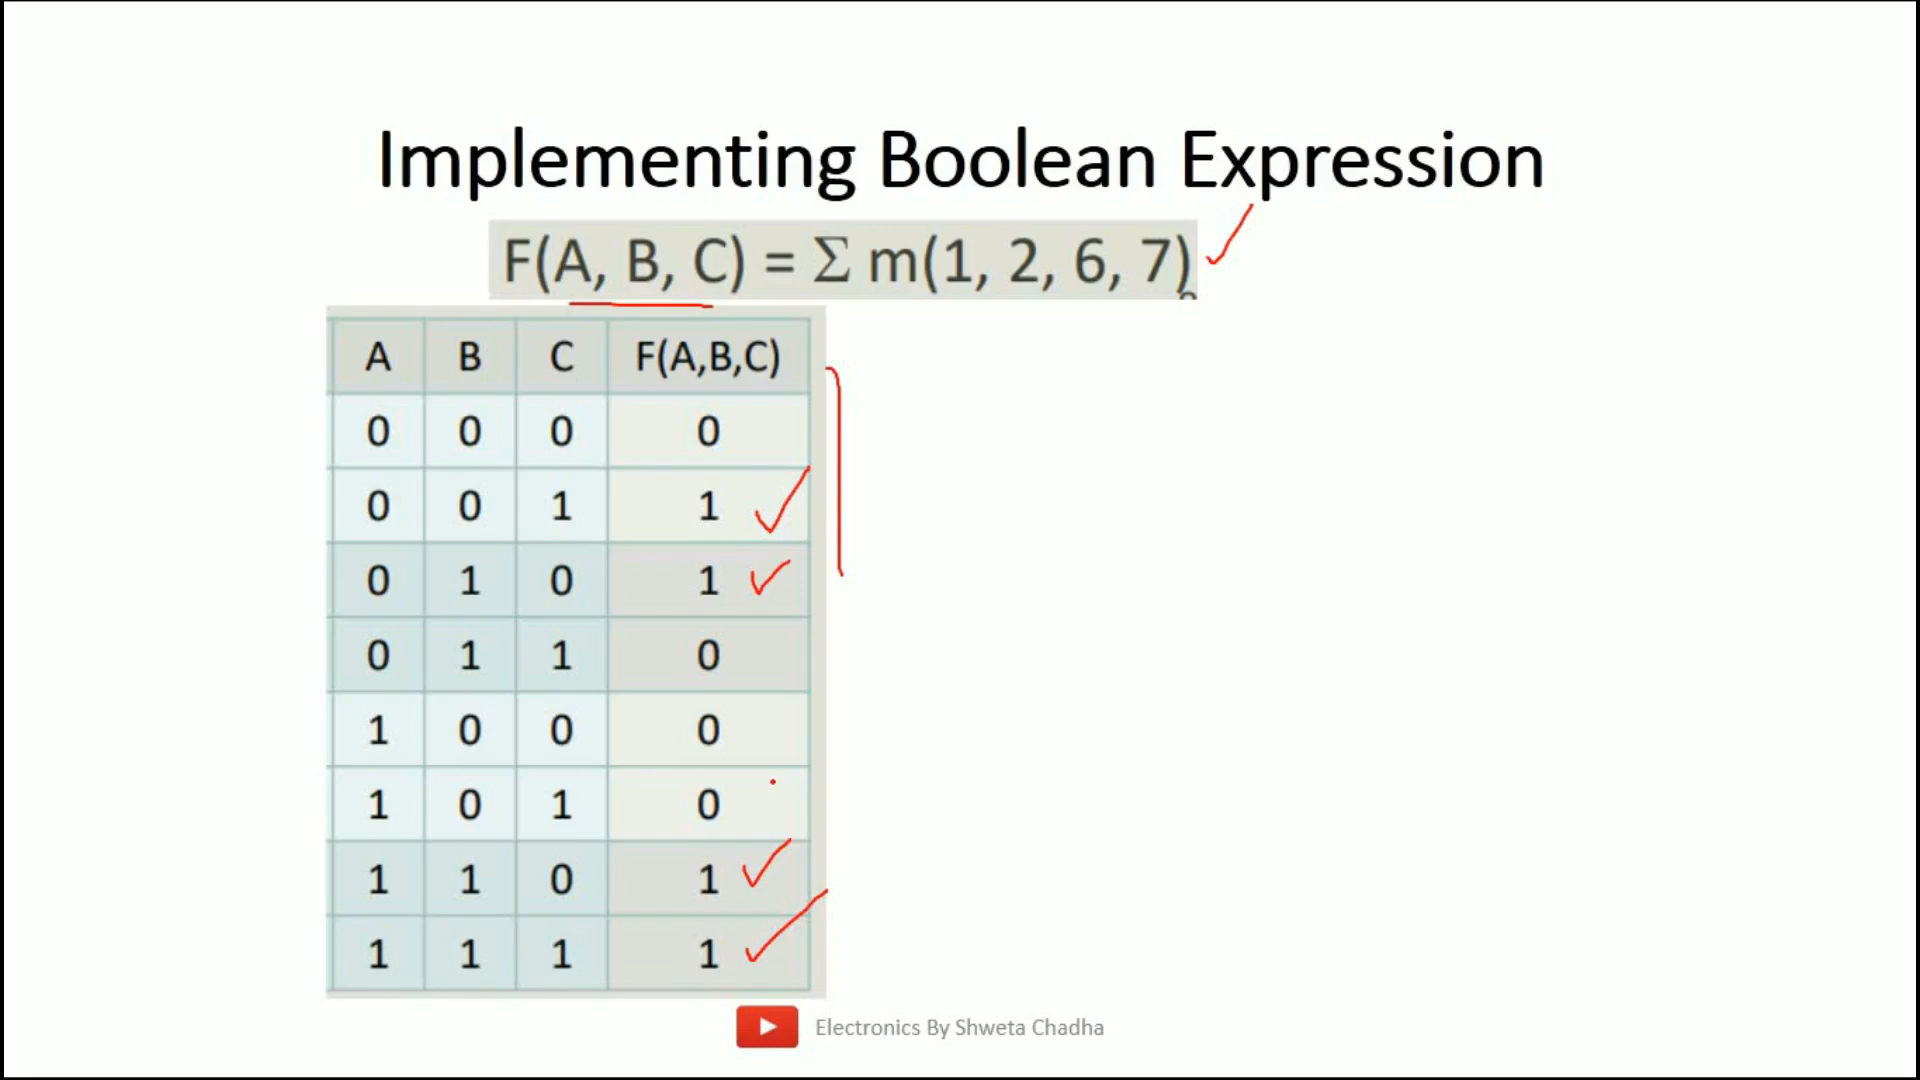 Implementing Boolean Expression
F(A, B, C) = Σ m(1, 2, 6, 7)
A B C F(A,B,C)
0 0 0 0
0 0 1 1
0 1 0 1
0 1 1 0
1 0 0 0
1 0 1 0
1 1 0 1
1 1 1 1
Electronics By Shweta Chadha